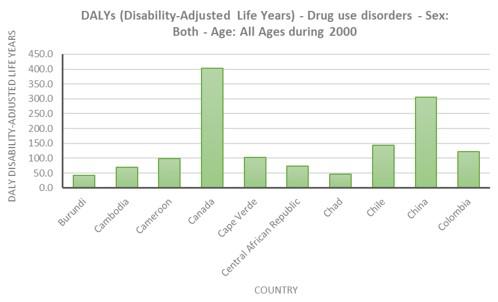 DALYs (Disability-Adjusted Life Years) - Drug use disorders - Sex:
Both - Age: All Ages during 2000
DALY DISABILITY-ADJUSTED LIFE YEARS
450.0
400.0
350.0
300.0
250.0
200.0
150.0
100.0
50.0
0.0
Burundi
Cambodia
Cameroon
Canada
Cape Verde
Central African Republic
Chad
Chile
China
Colombia
COUNTRY